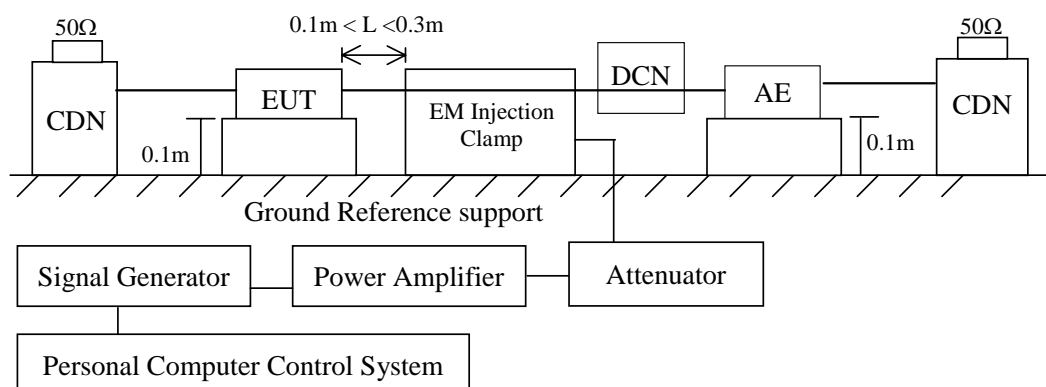 50Ω
0.1m < L <0.3m
50Ω
CDN
EUT
EM Injection
Clamp
DCN
AE
CDN
0.1m
0.1m
Ground Reference support
Signal Generator
Power Amplifier
Attenuator
Personal Computer Control System